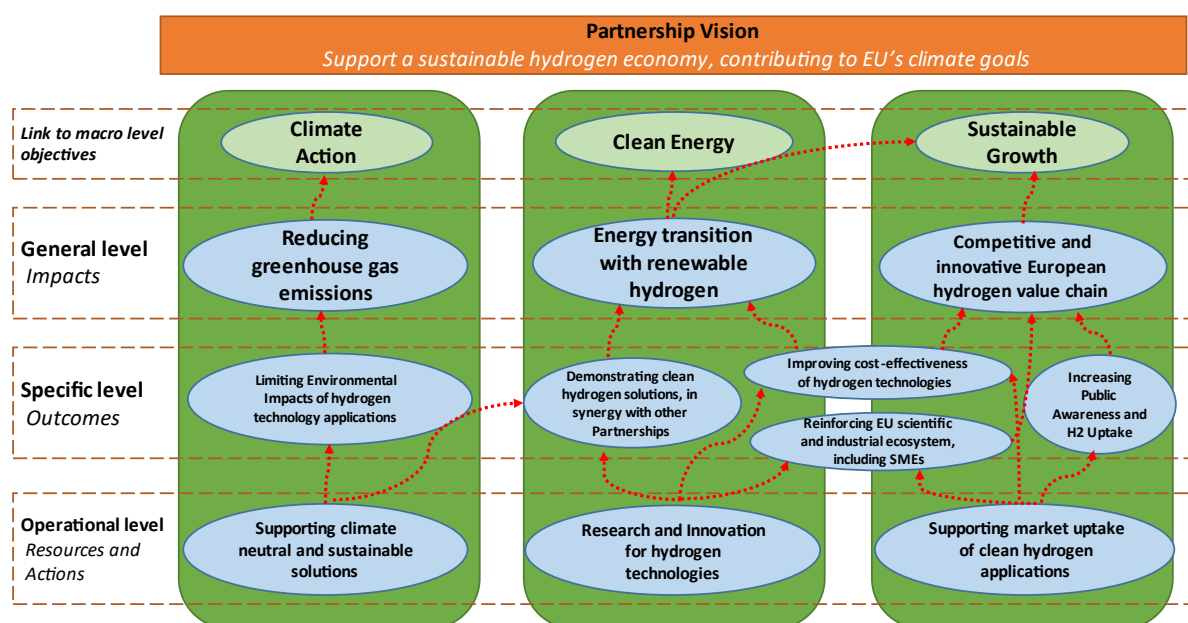 Partnership Vision
Support a sustainable hydrogen economy, contributing to EU's climate goals
Link to macro level
objectives
Climate
Action
Clean Energy
Sustainable
Growth
General level
Impacts
Reducing
greenhouse gas
emissions
Energy transition
with renewable
hydrogen
Competitive and
innovative European
hydrogen value chain
Specific level
Outcomes
Limiting Environmental
Impacts of hydrogen
technology applications
Demonstrating clean
hydrogen solutions, in
synergy with other
Partnerships
Improving cost-effectiveness
of hydrogen technologies
Reinforcing EU scientific
and industrial ecosystem,
including SMEs
Increasing
Public
Awareness and
H2 Uptake
Operational level
Resources and
Actions
Supporting climate
neutral and sustainable
solutions
Research and Innovation
for hydrogen
technologies
Supporting market uptake
of clean hydrogen
applications